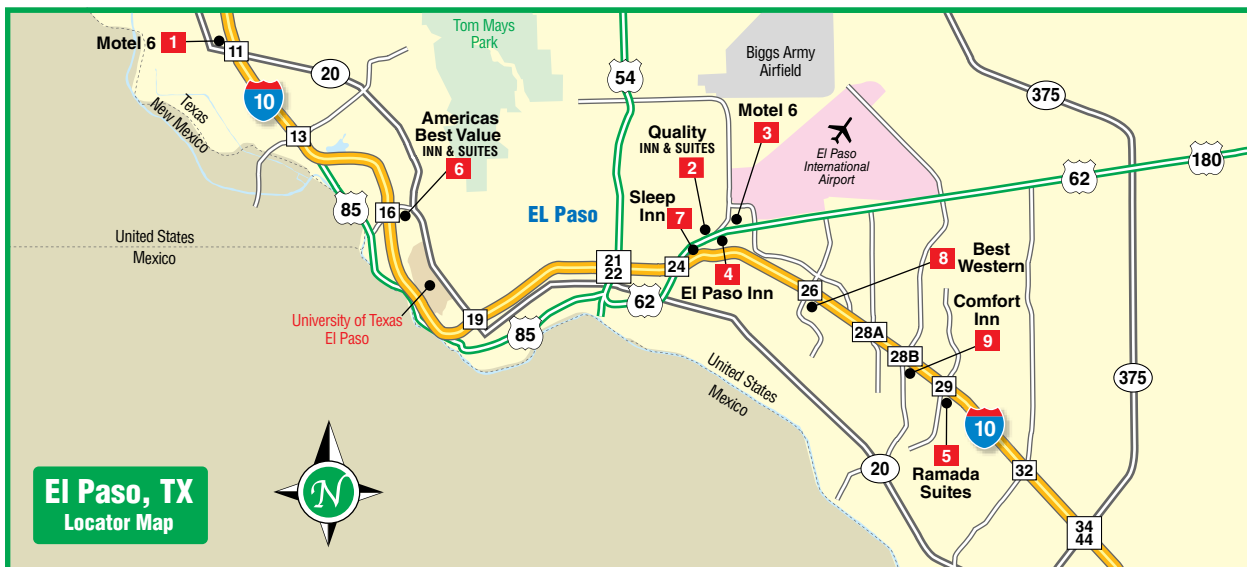 Motel 6 1
11
20
10
Texas
New Mexico
13
Tom Mays
Park
54
Biggs Army
Airfield
375
Americas
Best Value
INN & SUITES
6
Quality
INN & SUITES
2
Motel 6
3
El Paso
International
Airport
180
62
85
16
EL Paso
Sleep
Inn 7
United States
Mexico
21
22
24
4
El Paso Inn
8 Best
Western
26
Comfort
Inn
9
University of Texas
El Paso
19
62
85
28A
28B
29
United States
Mexico
375
10
5
Ramada
Suites
20
32
34
44
El Paso, TX
Locator Map
N